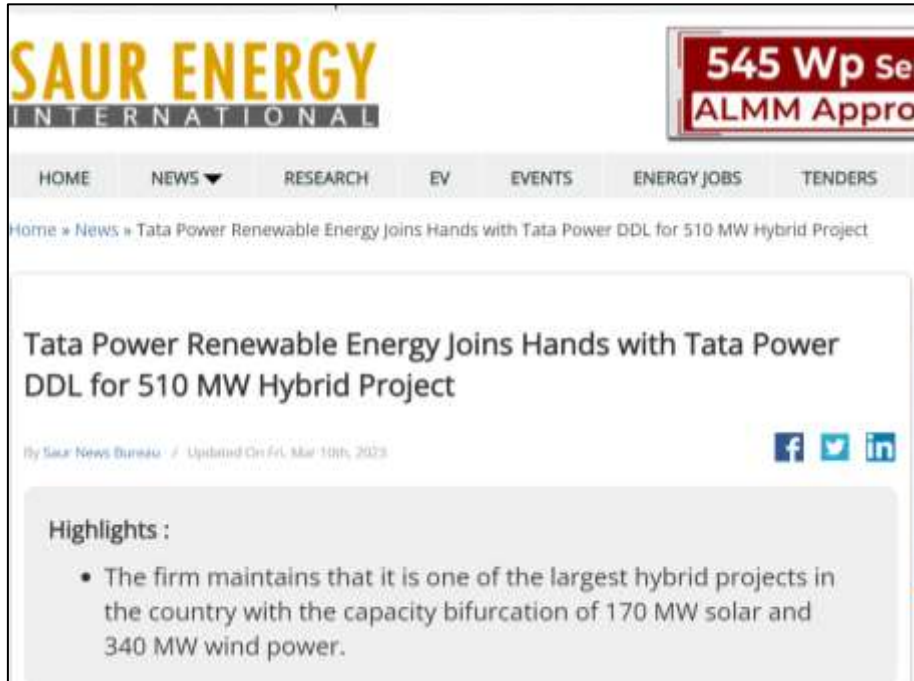 SAUR ENERGY
INTERNATIONAL
545 Wp Se
ALMM Appro
HOME NEWS RESEARCH EV EVENTS ENERGY JOBS TENDERS
Home » News » Tata Power Renewable Energy Joins Hands with Tata Power DDL for 510 MW Hybrid Project
Tata Power Renewable Energy Joins Hands with Tata Power
DDL for 510 MW Hybrid Project
By Saur News Bureau / Updated On Fri, Mar 10th, 2023
f in
Highlights :
• The firm maintains that it is one of the largest hybrid projects in
the country with the capacity bifurcation of 170 MW solar and
340 MW wind power.